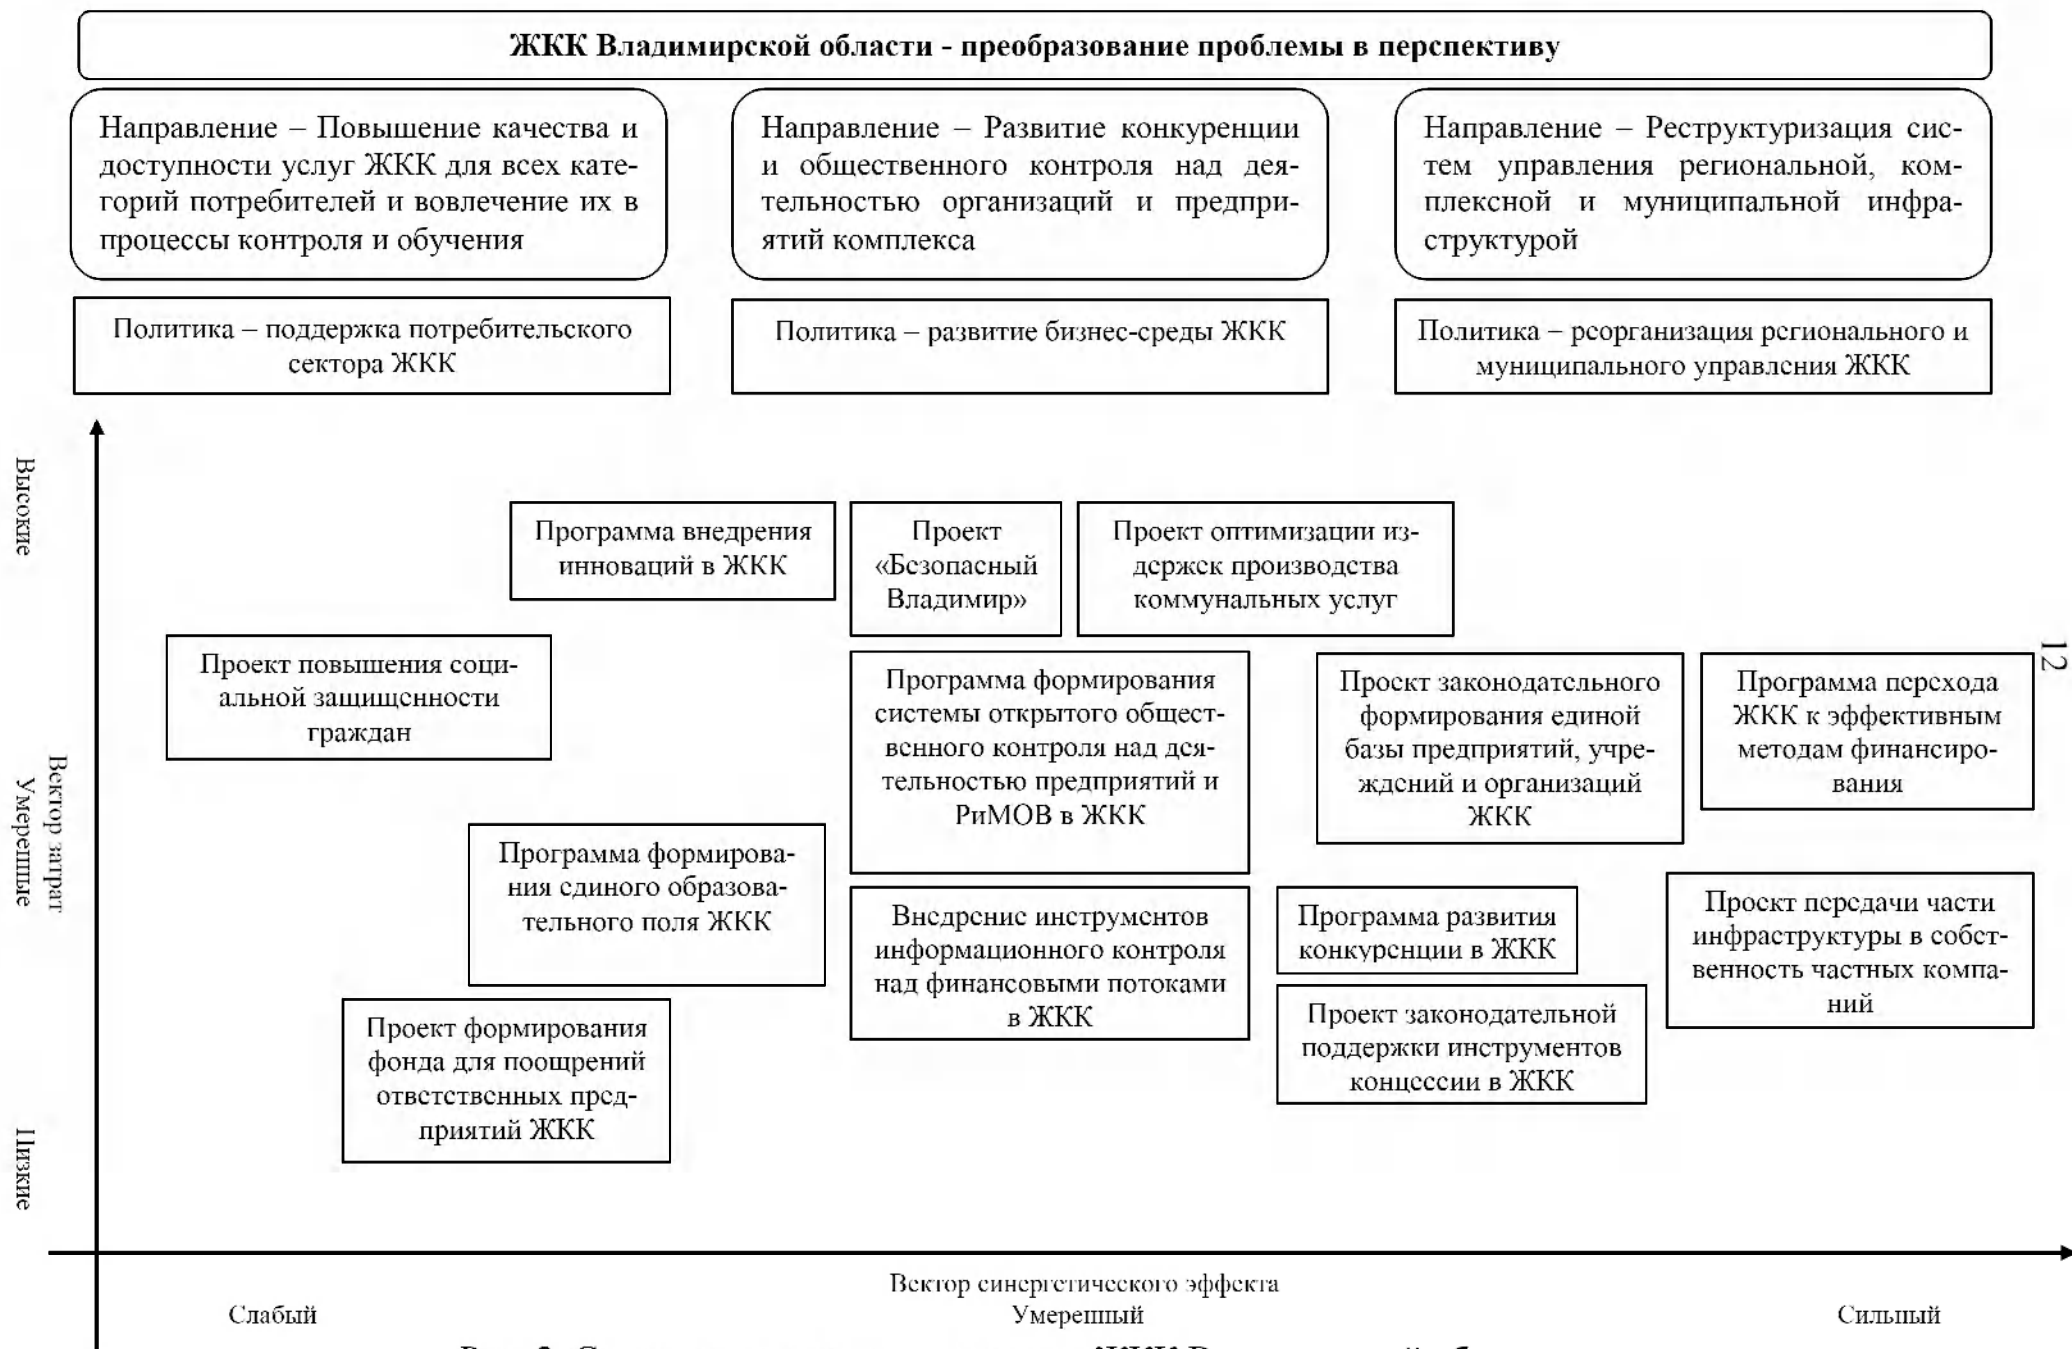 ЖКК Владимирской области - преобразование проблемы в перспективу
Направление – Повышение качества и
доступности услуг ЖКК для всех кате-
горий потребителей и вовлечение их в
процессы контроля и обучения
Направление – Развитие конкуренции
и общественного контроля над дея-
тельностью организаций и предпри-
ятий комплекса
Направление – Реструктуризация сис-
тем управления региональной, ком-
плексной и муниципальной инфра-
структурой
Политика – поддержка потребительского
сектора ЖКК
Политика – развитие бизнес-среды ЖКК
Политика – реорганизация регионального и
муниципального управления ЖКК
Высокие
Умеренные
Низкие
Вектор затрат
Программа внедрения
инноваций в ЖКК
Проект
«Безопасный
Владимир»
Проект оптимизации из-
держек производства
коммунальных услуг
Проект повышения соци-
альной защищенности
граждан
Программа формирования
системы открытого общест-
венного контроля над дея-
тельностью предприятий и
РиМОВ в ЖКК
Проект законодательного
формирования единой
базы предприятий, учре-
ждений и организаций
ЖКК
Программа перехода
ЖКК к эффективным
методам финансиро-
вания
12
Программа формирова-
ния единого образова-
тельного поля ЖКК
Внедрение инструментов
информационного контроля
над финансовыми потоками
в ЖКК
Программа развития
конкуренции в ЖКК
Проект передачи части
инфраструктуры в собст-
венность частных компа-
ний
Проект формирования
фонда для поощрений
ответственных пред-
приятий ЖКК
Проект законодательной
поддержки инструментов
концессии в ЖКК
Вектор синергетического эффекта
Слабый
Умеренный
Сильный